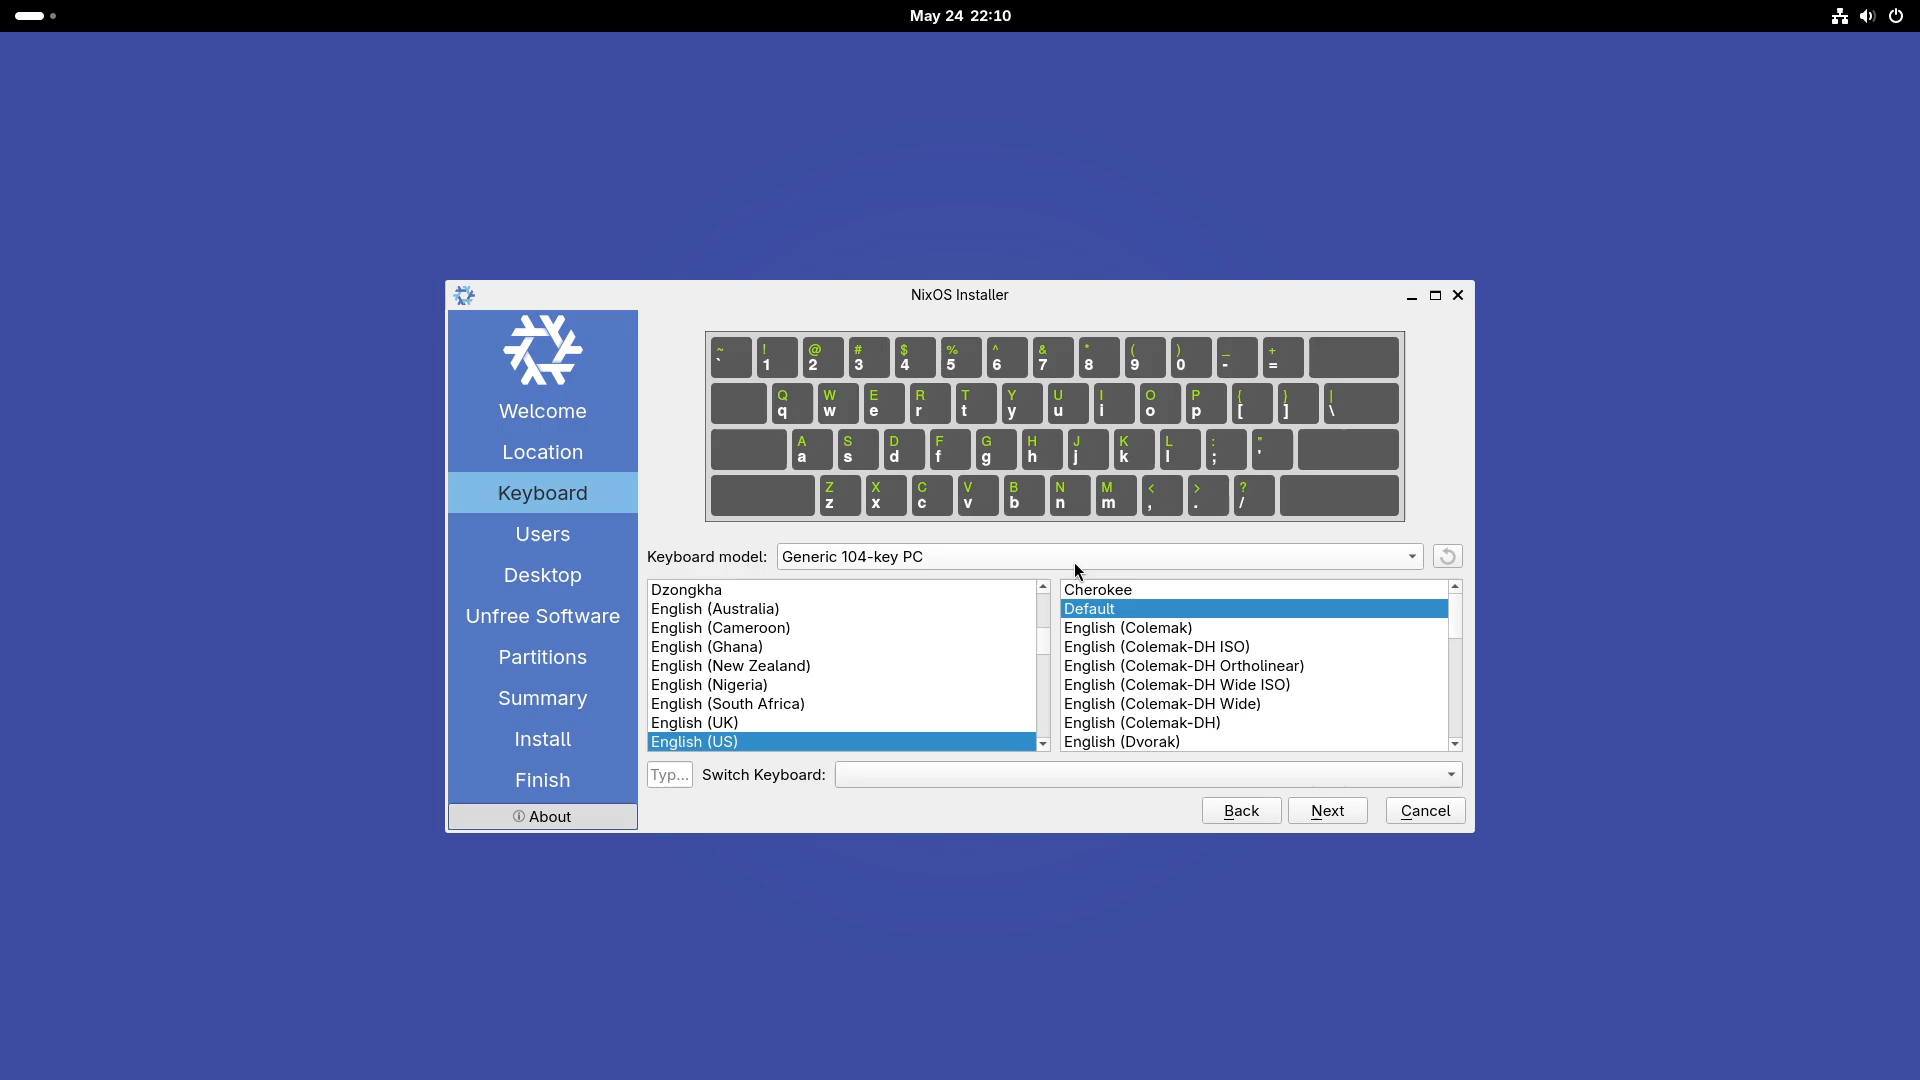 May 24 22:10
NixOS Installer
Welcome
Location
Keyboard
Users
Desktop
Unfree Software
Partitions
Summary
Install
Finish
About
~ ! @ # $ % ^ & * ( ) _ +
` 1 2 3 4 5 6 7 8 9 0 - =
Q W E R T Y U I O P { } |
q w e r t y u i o p [ ] \
A S D F G H J K L : "
a s d f g h j k l ; '
Z X C V B N M < > ?
z x c v b n m , . /
Keyboard model: Generic 104-key PC
Dzongkha
English (Australia)
English (Cameroon)
English (Ghana)
English (New Zealand)
English (Nigeria)
English (South Africa)
English (UK)
English (US)
Cherokee
Default
English (Colemak)
English (Colemak-DH ISO)
English (Colemak-DH Ortholinear)
English (Colemak-DH Wide ISO)
English (Colemak-DH Wide)
English (Colemak-DH)
English (Dvorak)
Typ... Switch Keyboard:
Back Next Cancel